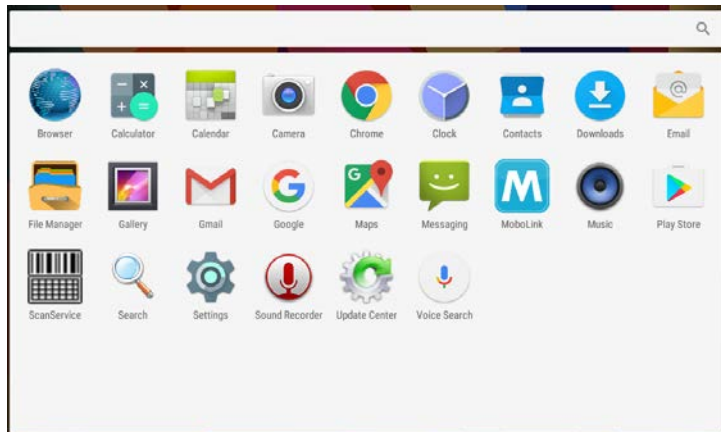 Browser Calculator Calendar Camera Chrome Clock Contacts Downloads Email
File Manager Gallery Gmail Google Maps Messaging MoboLink Music Play Store
ScanService Search Settings Sound Recorder Update Center Voice Search